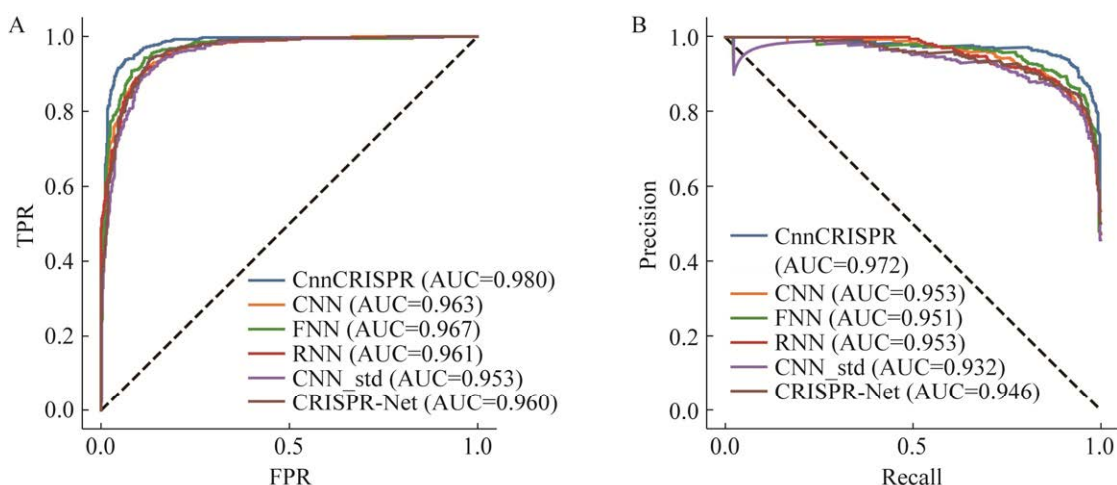 A
TPR
1.0
0.8
0.6
0.4
0.2
0.0
CnnCRISPR (AUC=0.980)
CNN (AUC=0.963)
FNN (AUC=0.967)
RNN (AUC=0.961)
CNN_std (AUC=0.953)
CRISPR-Net (AUC=0.960)
0.0
0.5
1.0
FPR
B
Precision
1.0
0.8
0.6
0.4
0.2
0.0
CnnCRISPR
(AUC=0.972)
CNN (AUC=0.953)
FNN (AUC=0.951)
RNN (AUC=0.953)
CNN_std (AUC=0.932)
CRISPR-Net (AUC=0.946)
0.0
0.5
1.0
Recall